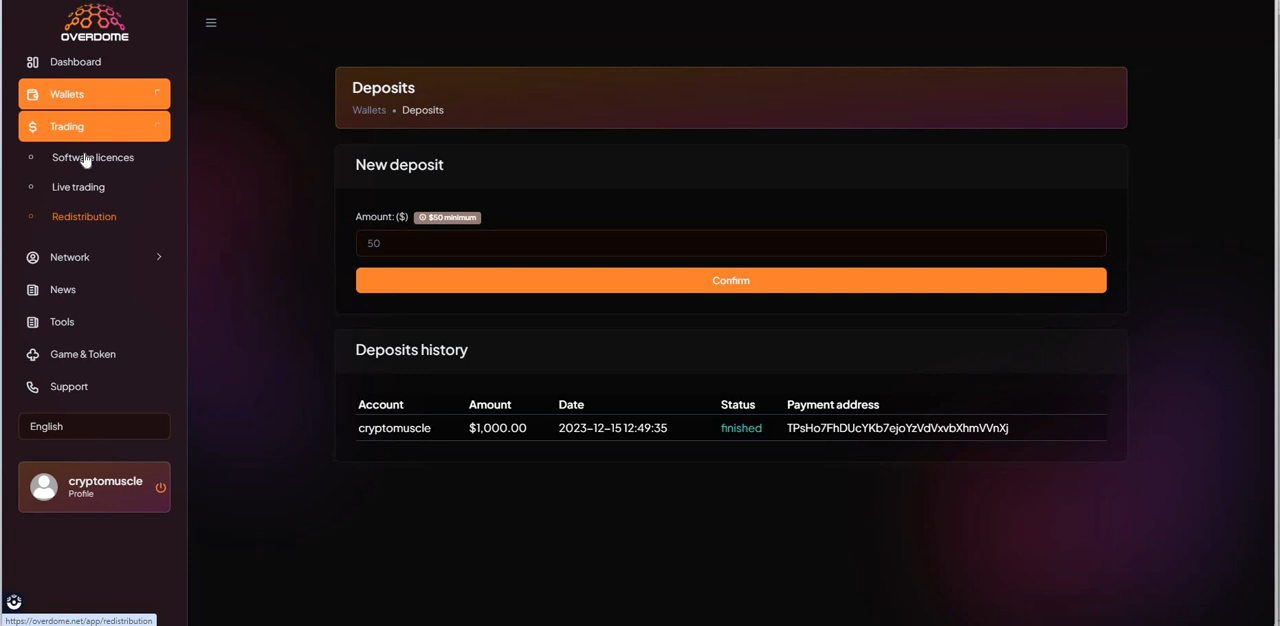 OVERDOME
Dashboard
Wallets
Trading
Software licences
Live trading
Redistribution
Network
News
Tools
Game & Token
Support
English
cryptomuscle
Profile
https://overdome.net/app/redistribution
Deposits
Wallets • Deposits
New deposit
Amount: ($) $50 minimum
50
Confirm
Deposits history
Account Amount Date Status Payment address
cryptomuscle $1,000.00 2023-12-15 12:49:35 finished TPsHo7FhDUcYKb7ejoYzVdVxvbXhmVVnXj